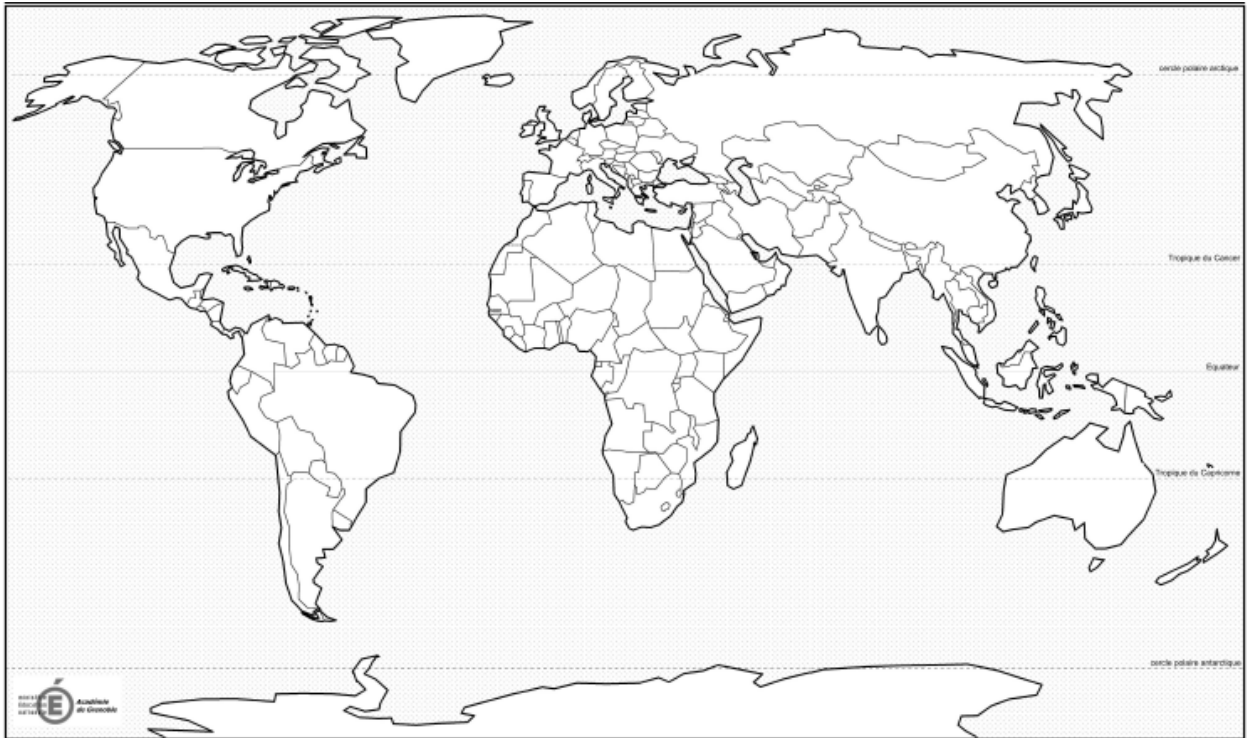 cercle polaire arctique
Tropique du Cancer
Equateur
Tropique du Capricorne
cercle polaire antarctique
Académie
de Grenoble